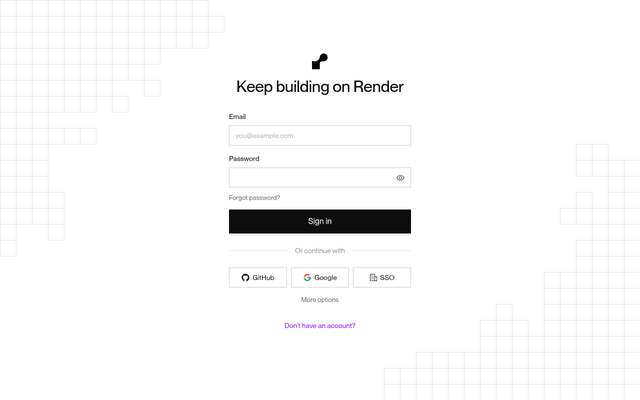 Keep building on Render
Email
you@example.com
Password
Forgot password?
Sign in
Or continue with
GitHub
Google
SSO
More options
Don't have an account?